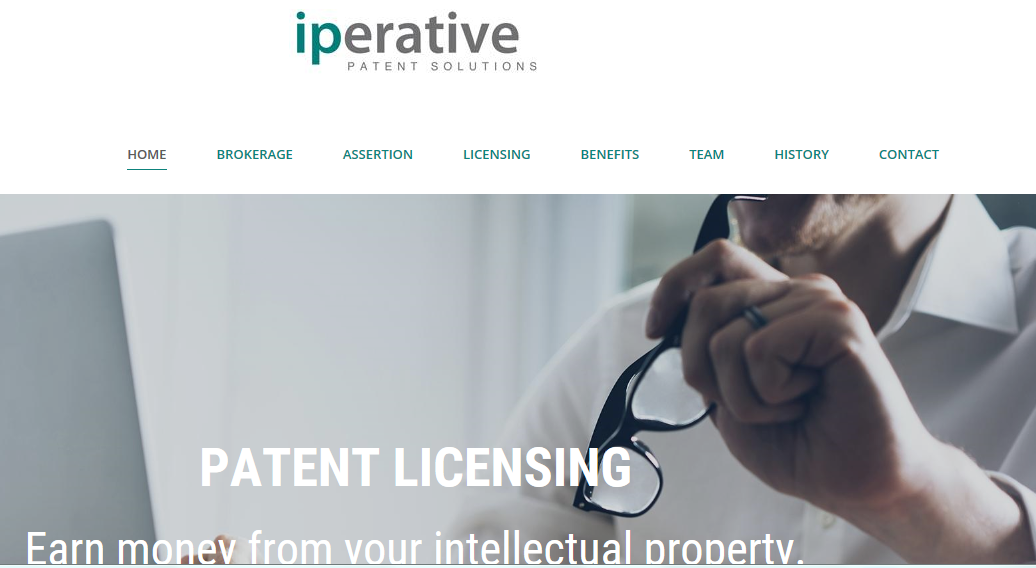 iperative
PATENT SOLUTIONS
HOME BROKERAGE ASSERTION LICENSING BENEFITS TEAM HISTORY CONTACT
PATENT LICENSING
Earn money from your intellectual property.